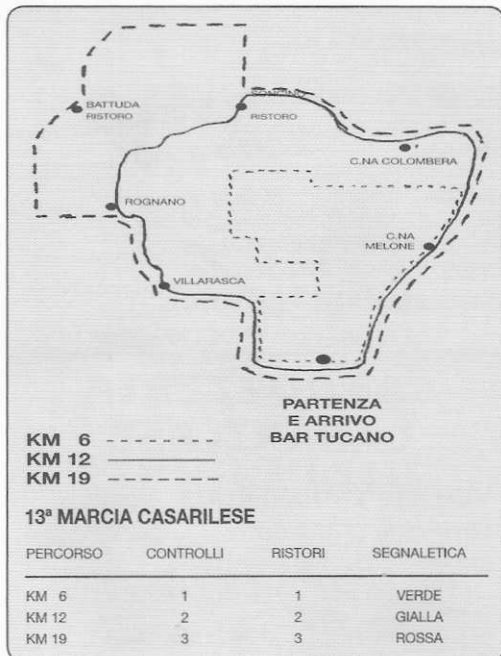 BATTUDA
RISTORO
RISTORO
C.NA COLOMBERA
ROGNANO
C.NA
MELONE
VILLARASCA
PARTENZA
E ARRIVO
BAR TUCANO
KM 6
KM 12
KM 19
13ª MARCIA CASARILESE
PERCORSO CONTROLLI RISTORI SEGNALETICA
KM 6 1 1 VERDE
KM 12 2 2 GIALLA
KM 19 3 3 ROSSA